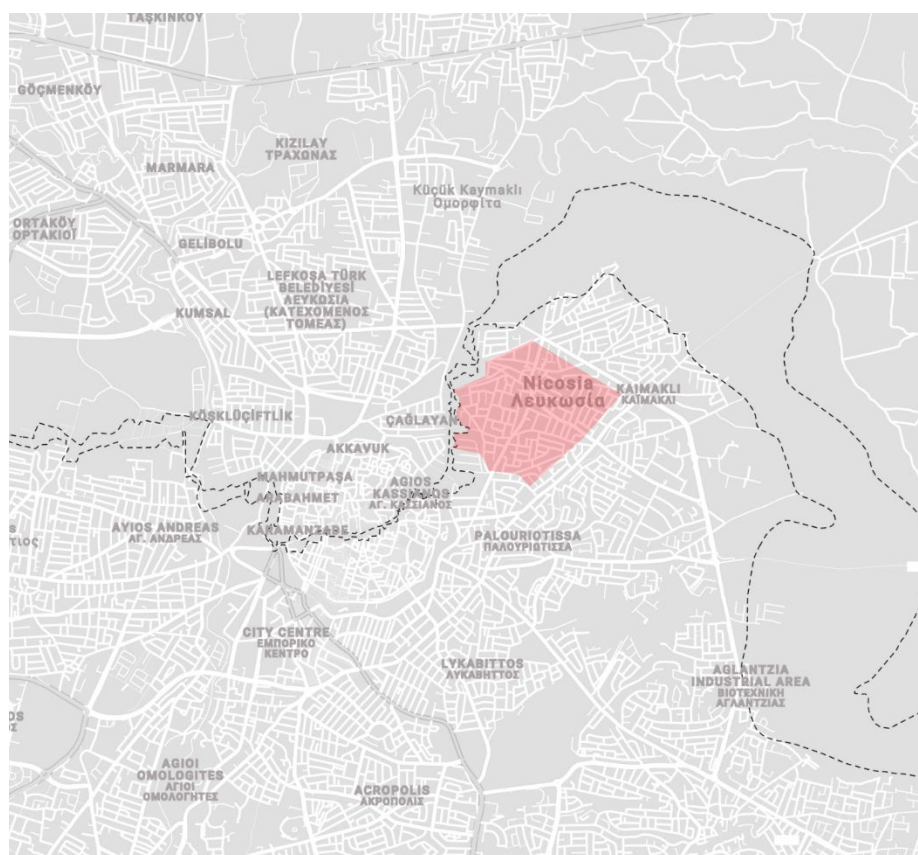 TAŞKINKÖY
GÖÇMENKÖY
KIZILAY
ΤΡΑΧΩΝΑΣ
MARMARA
Küçük Kaymaklı
Ομορφίτα
ORTAKÖY
ΟΡΤΑΚΙΟΪ
GELİBOLU
LEFKOŞA TÜRK
BELEDİYESİ
ΛΕΥΚΩΣΙΑ
(ΚΑΤΕΧΟΜΕΝΟΣ
ΤΟΜΕΑΣ)
KUMSAL
Nicosia
Λευκωσία
KAIMAKLI
ΚΑΪΜΑΚΛΙ
KÖŞKLÜÇİFTLİK
ÇAĞLAYAN
AKKAVUK
MAHMUTPAŞA
AGIOS
KASSIANOS
ΑΓ. ΚΑΣΣΙΑΝΟΣ
ARABAHMET
AYIOS ANDREAS
ΑΓ. ΑΝΔΡΕΑΣ
KARAMANZADE
PALOURIOTISSA
ΠΑΛΟΥΡΙΩΤΙΣΣΑ
CITY CENTRE
ΕΜΠΟΡΙΚΟ
ΚΕΝΤΡΟ
LYKABITTOS
ΛΥΚΑΒΗΤΤΟΣ
AGLANTZIA
INDUSTRIAL AREA
ΒΙΟΤΕΧΝΙΚΗ
ΑΓΛΑΝΤΖΙΑΣ
AGIOI
OMOLOGITES
ΑΓΙΟΙ
ΟΜΟΛΟΓΗΤΕΣ
ACROPOLIS
ΑΚΡΟΠΟΛΙΣ